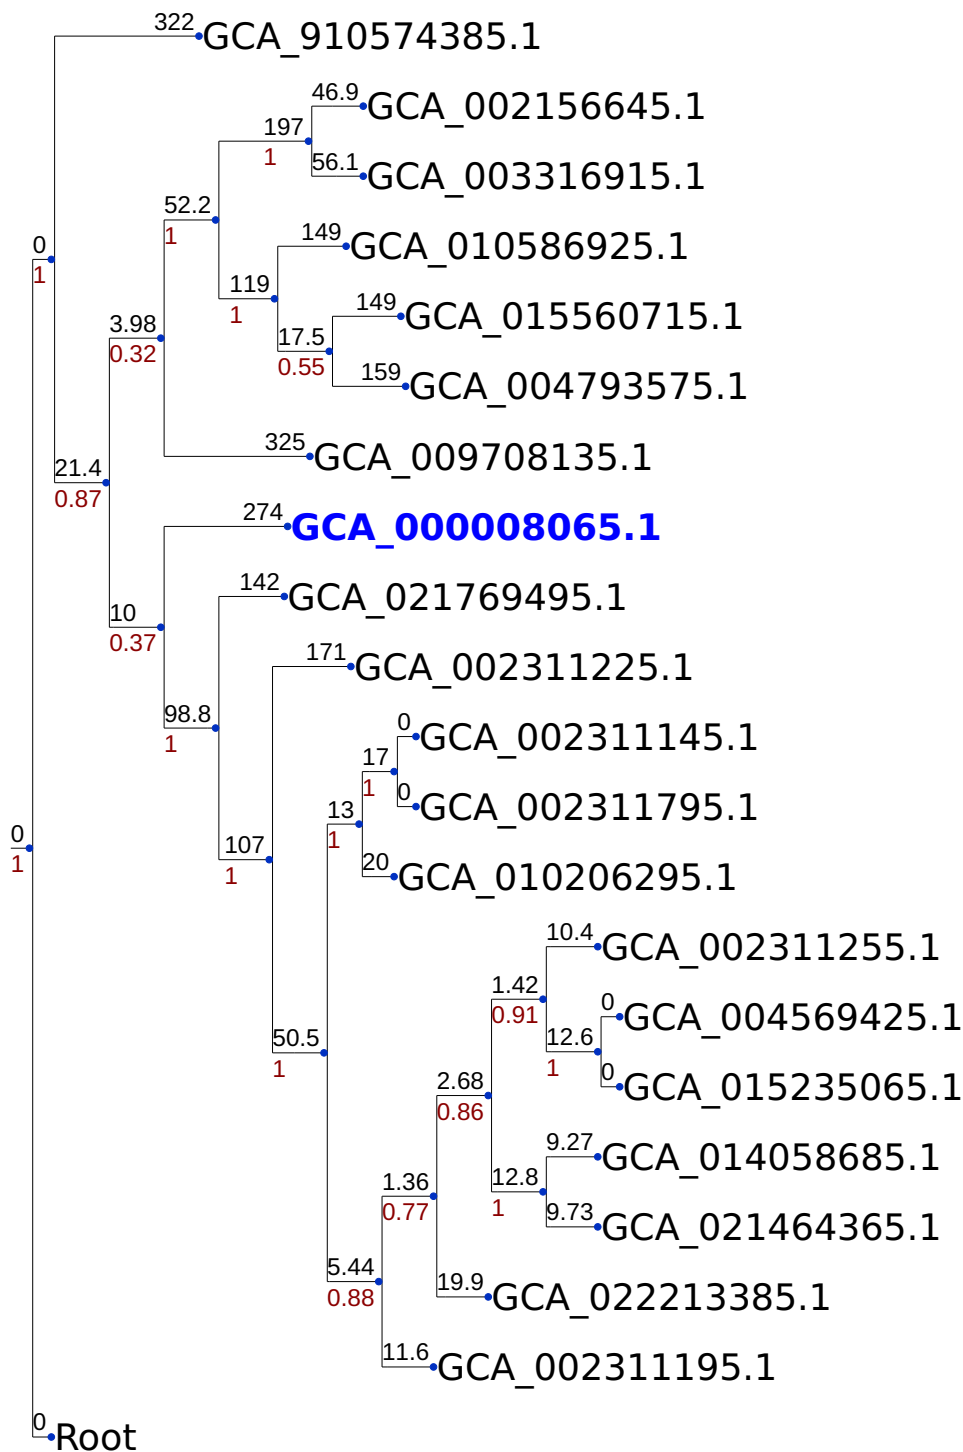 322 GCA_910574385.1
46.9 GCA_002156645.1
197
1
56.1 GCA_003316915.1
52.2
1
149 GCA_010586925.1
0
1
119
1
149 GCA_015560715.1
3.98
0.32
17.5
0.55
159 GCA_004793575.1
325 GCA_009708135.1
21.4
0.87
274 GCA_000008065.1
142 GCA_021769495.1
10
0.37
171 GCA_002311225.1
98.8
1
0 GCA_002311145.1
17
1
0 GCA_002311795.1
13
1
0
1
107
1
20 GCA_010206295.1
10.4 GCA_002311255.1
1.42
0.91
0 GCA_004569425.1
50.5
1
12.6
1
0 GCA_015235065.1
2.68
0.86
9.27 GCA_014058685.1
1.36
0.77
12.8
1
9.73 GCA_021464365.1
5.44
0.88
19.9 GCA_022213385.1
11.6 GCA_002311195.1
0 Root